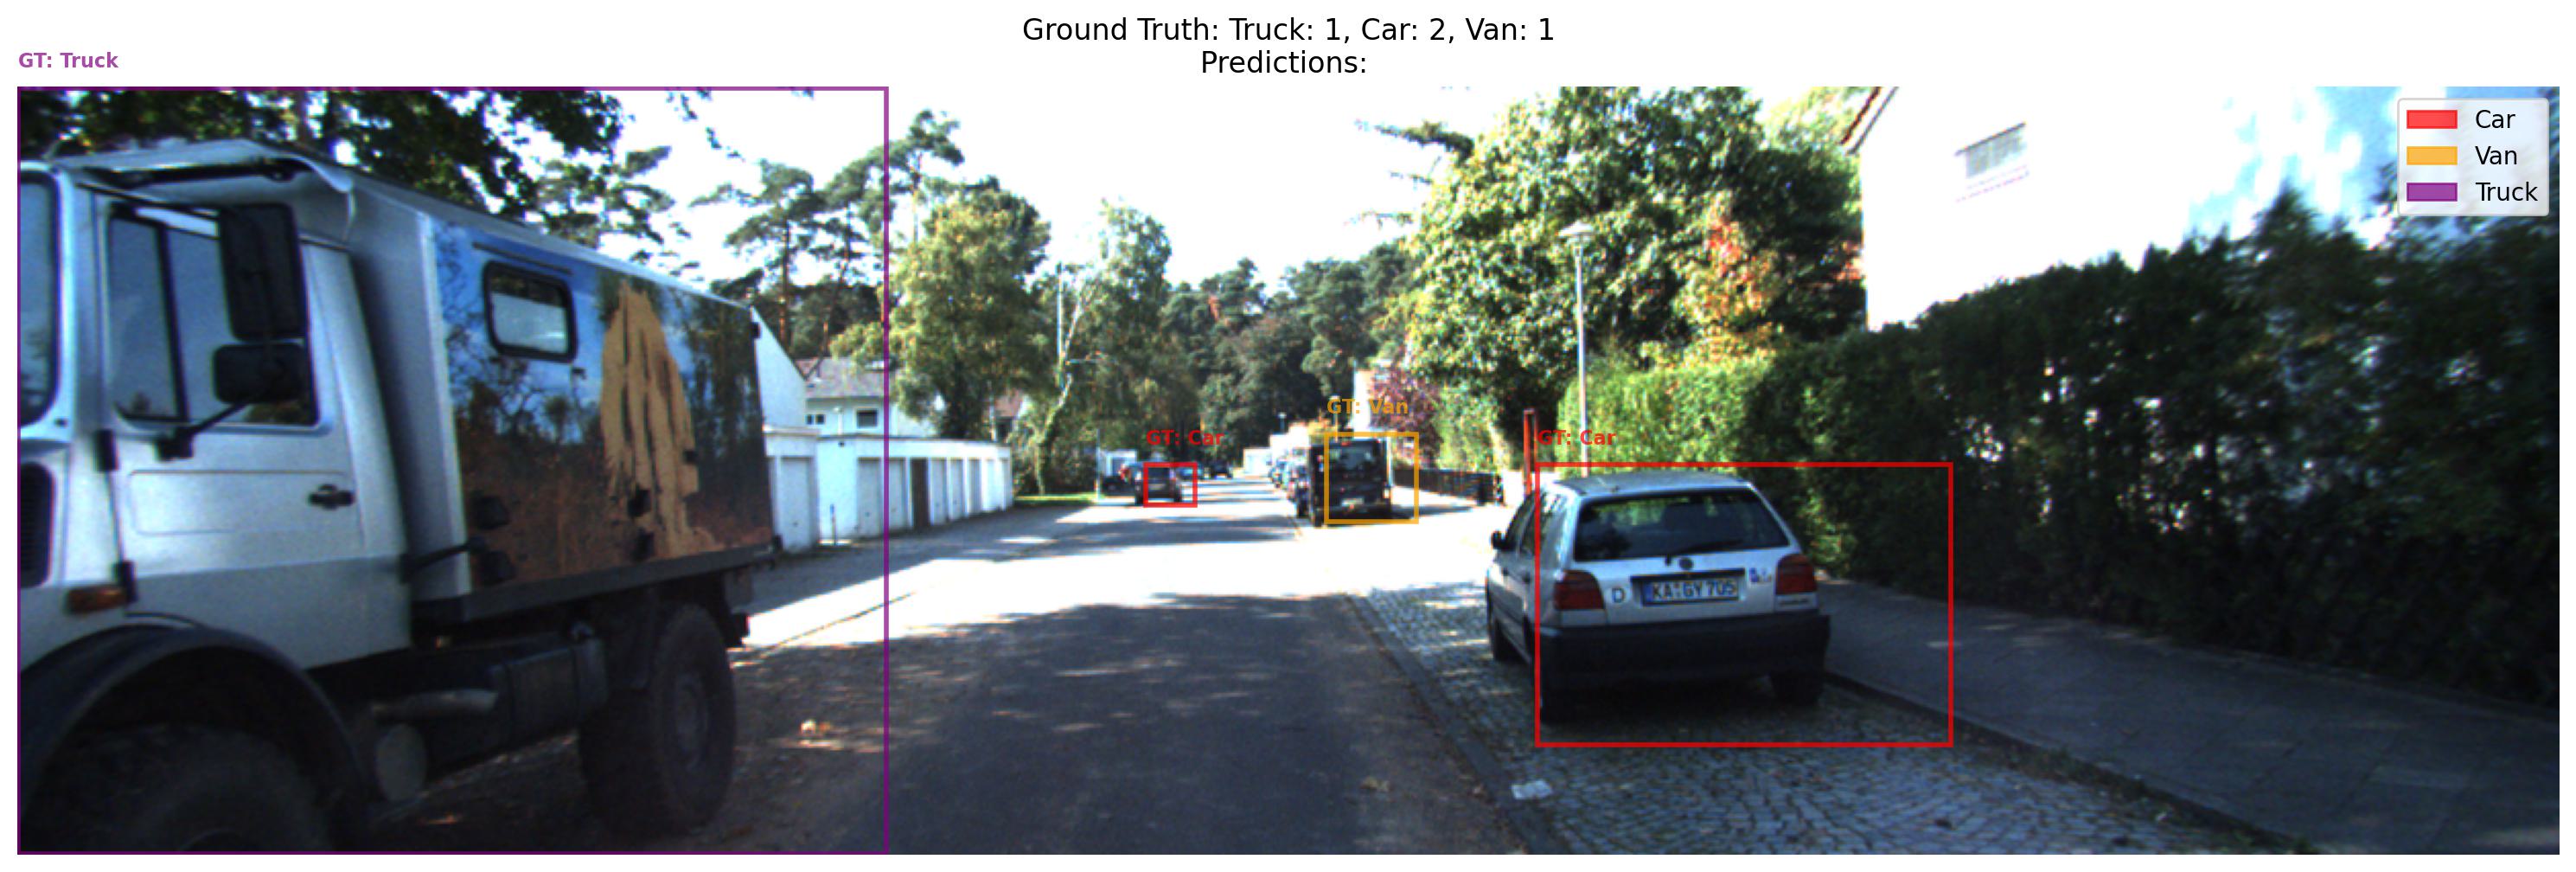 Ground Truth: Truck: 1, Car: 2, Van: 1
Predictions:
GT: Truck
Car
Van
Truck
GT: Van
GT: Car
GT: Car
D KA GY 705